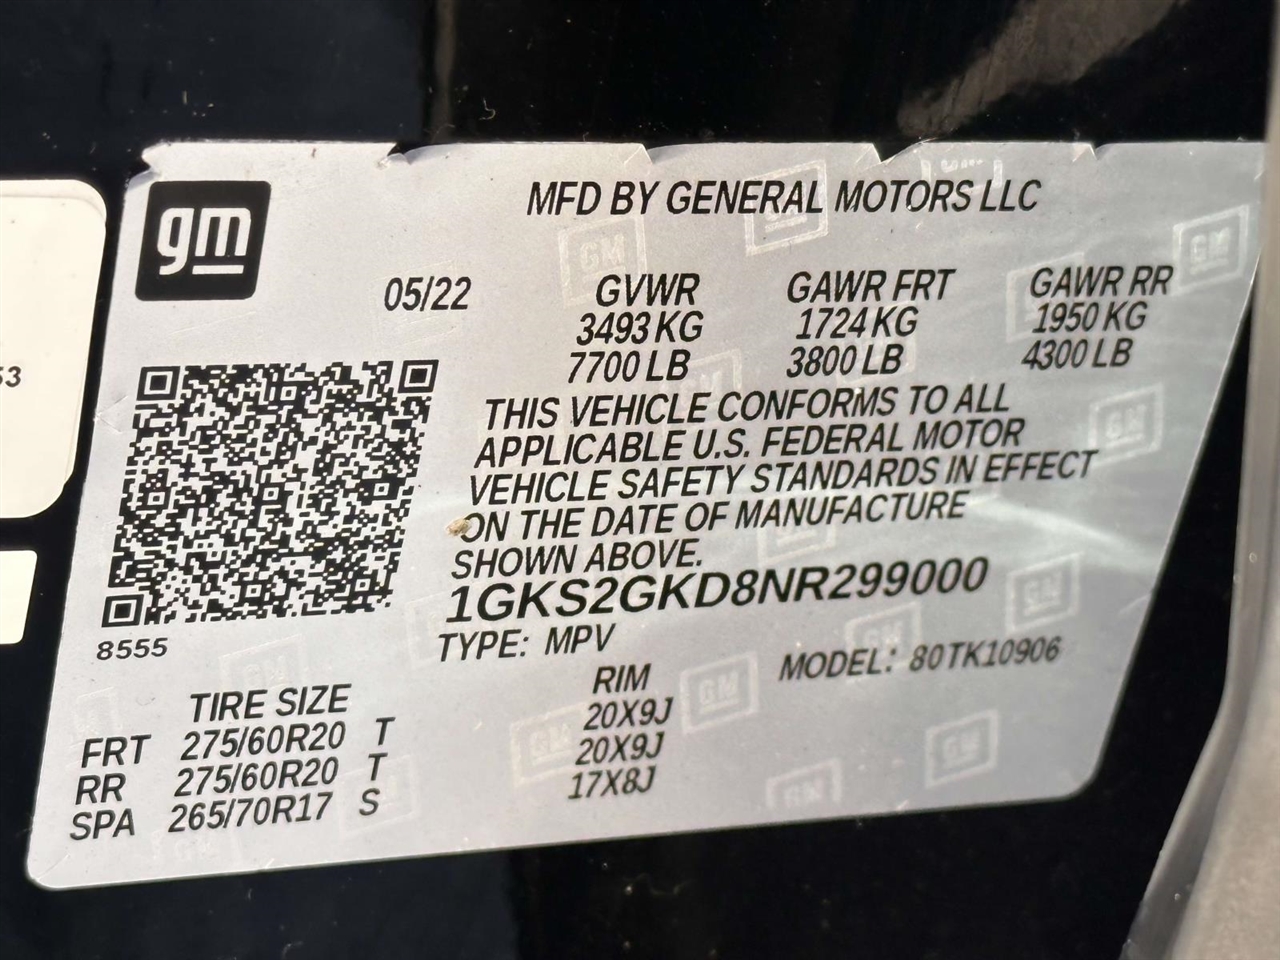 gm
MFD BY GENERAL MOTORS LLC
05/22
GVWR GAWR FRT GAWR RR
3493 KG 1724 KG 1950 KG
7700 LB 3800 LB 4300 LB
THIS VEHICLE CONFORMS TO ALL
APPLICABLE U.S. FEDERAL MOTOR
VEHICLE SAFETY STANDARDS IN EFFECT
ON THE DATE OF MANUFACTURE
SHOWN ABOVE.
1GKS2GKD8NR299000
8555
TYPE: MPV MODEL: 80TK10906
TIRE SIZE RIM
FRT 275/60R20 T 20X9J
RR 275/60R20 T 20X9J
SPA 265/70R17 S 17X8J
53